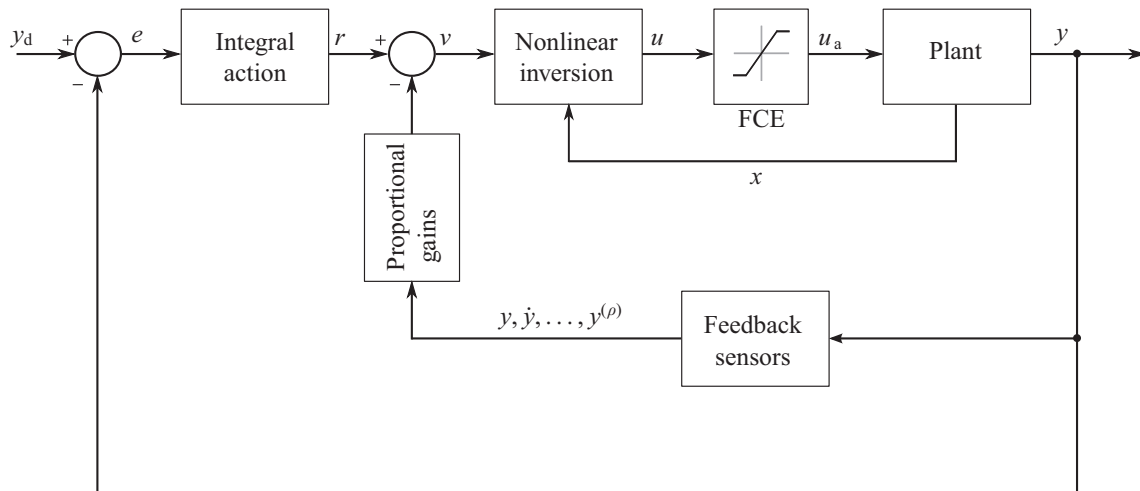 y_d
+
−
e
Integral
action
r
+
−
v
Nonlinear
inversion
u
FCE
u_a
Plant
y
x
Proportional
gains
y, ẏ, . . . , y^(ρ)
Feedback
sensors